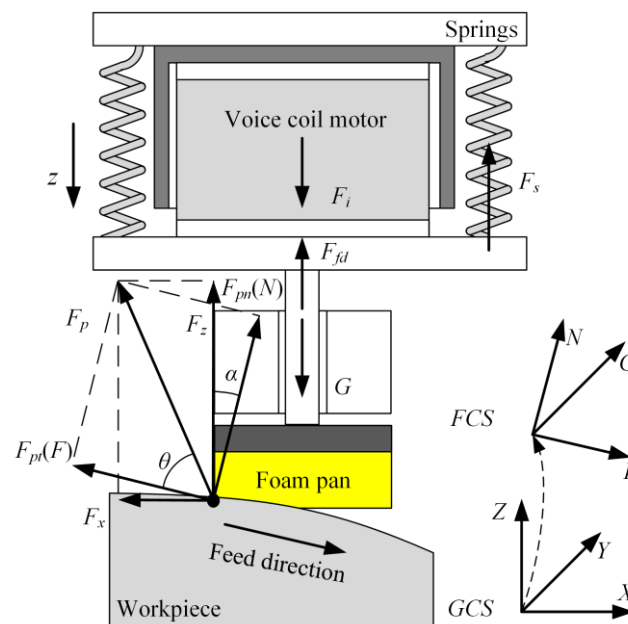 Springs
Voice coil motor
z
F_i
F_s
F_fd
F_pn(N)
F_p
F_z
N
C
α
G
FCS
F_pt(F)
θ
Foam pan
F_x
Z
Y
Feed direction
Workpiece
GCS
X